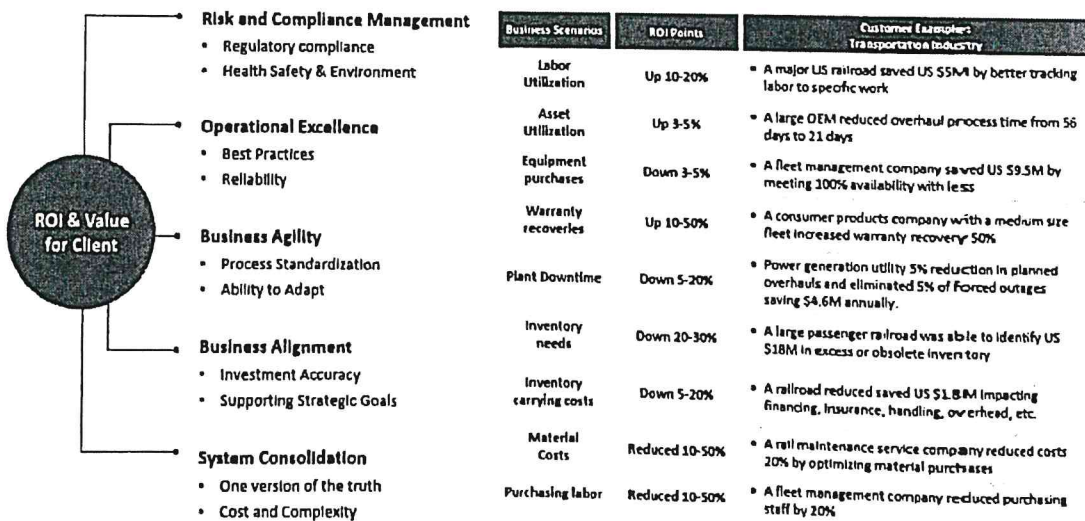 Risk and Compliance Management
• Regulatory compliance
• Health Safety & Environment
Operational Excellence
• Best Practices
• Reliability
ROI & Value
for Client
Business Agility
• Process Standardization
• Ability to Adapt
Business Alignment
• Investment Accuracy
• Supporting Strategic Goals
System Consolidation
• One version of the truth
• Cost and Complexity
Business Scenarios
ROI Points
Customer Examples:
Transportation Industry
Labor
Utilization
Up 10-20%
• A major US railroad saved US $5M by better tracking
labor to specific work
Asset
Utilization
Up 3-5%
• A large OEM reduced overhaul process time from 56
days to 21 days
Equipment
purchases
Down 3-5%
• A fleet management company saved US $9.5M by
meeting 100% availability with less
Warranty
recoveries
Up 10-50%
• A consumer products company with a medium size
fleet increased warranty recovery 50%
Plant Downtime
Down 5-20%
• Power generation utility 5% reduction in planned
overhauls and eliminated 5% of Forced outages
saving $4.6M annually.
Inventory
needs
Down 20-30%
• A large passenger railroad was able to identify US
$18M in excess or obsolete inventory
Inventory
carrying costs
Down 5-20%
• A railroad reduced saved US $1.8M impacting
financing, insurance, handling, overhead, etc.
Material
Costs
Reduced 10-50%
• A rail maintenance service company reduced costs
20% by optimizing material purchases
Purchasing labor
Reduced 10-50%
• A fleet management company reduced purchasing
staff by 20%